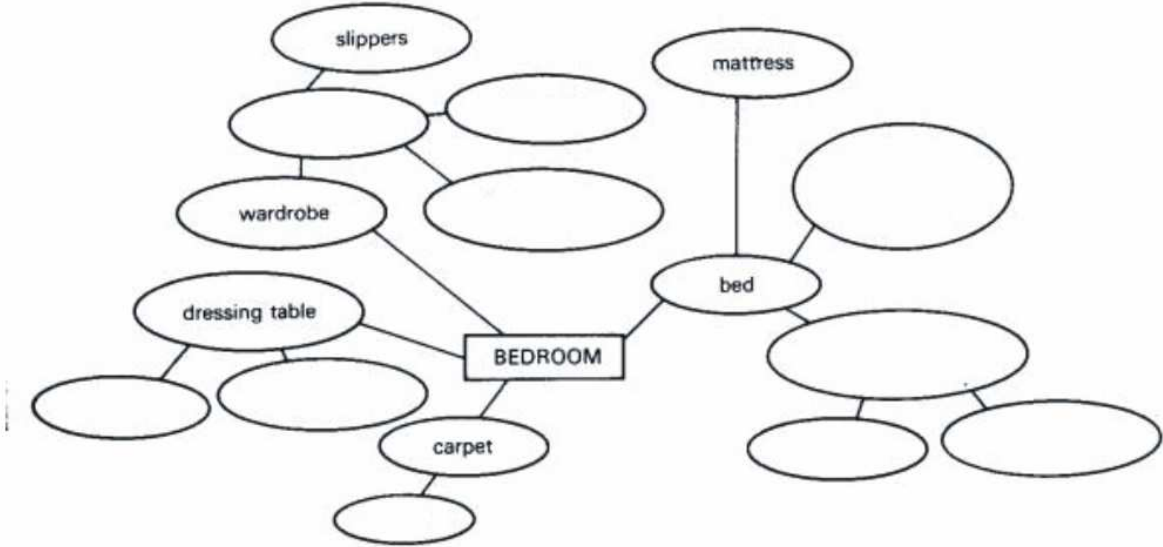 slippers
mattress
wardrobe
bed
dressing table
BEDROOM
carpet